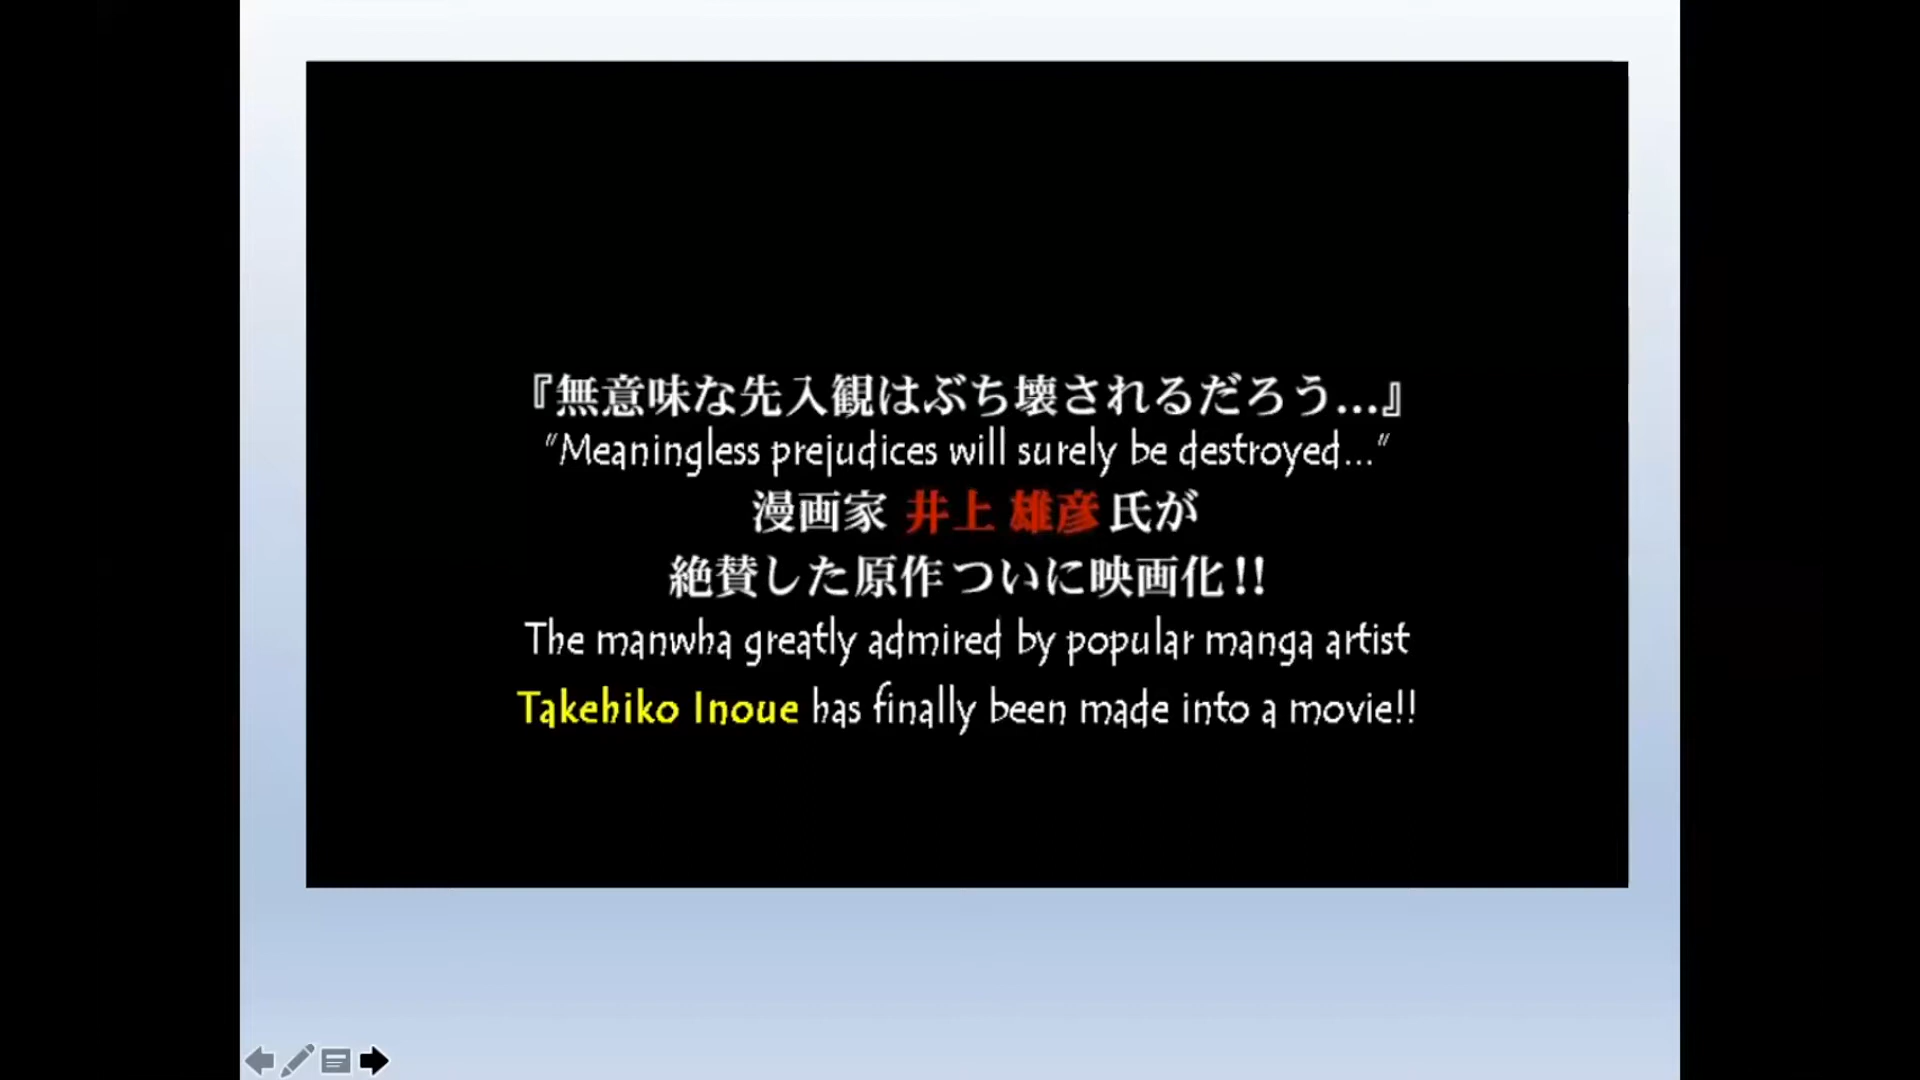 『無意味な先入観はぶち壊されるだろう...』
"Meaningless prejudices will surely be destroyed..."
漫画家 井上 雄彦 氏が
絶賛した原作ついに映画化!!
The manwha greatly admired by popular manga artist
Takehiko Inoue has finally been made into a movie!!